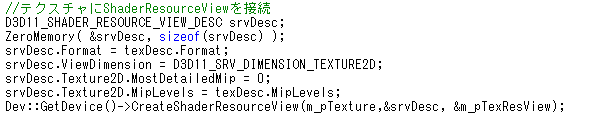 //テクスチャにShaderResourceViewを接続
D3D11_SHADER_RESOURCE_VIEW_DESC srvDesc;
ZeroMemory( &srvDesc, sizeof(srvDesc) );
srvDesc.Format = texDesc.Format;
srvDesc.ViewDimension = D3D11_SRV_DIMENSION_TEXTURE2D;
srvDesc.Texture2D.MostDetailedMip = 0;
srvDesc.Texture2D.MipLevels = texDesc.MipLevels;
Dev::GetDevice()->CreateShaderResourceView(m_pTexture,&srvDesc, &m_pTexResView);